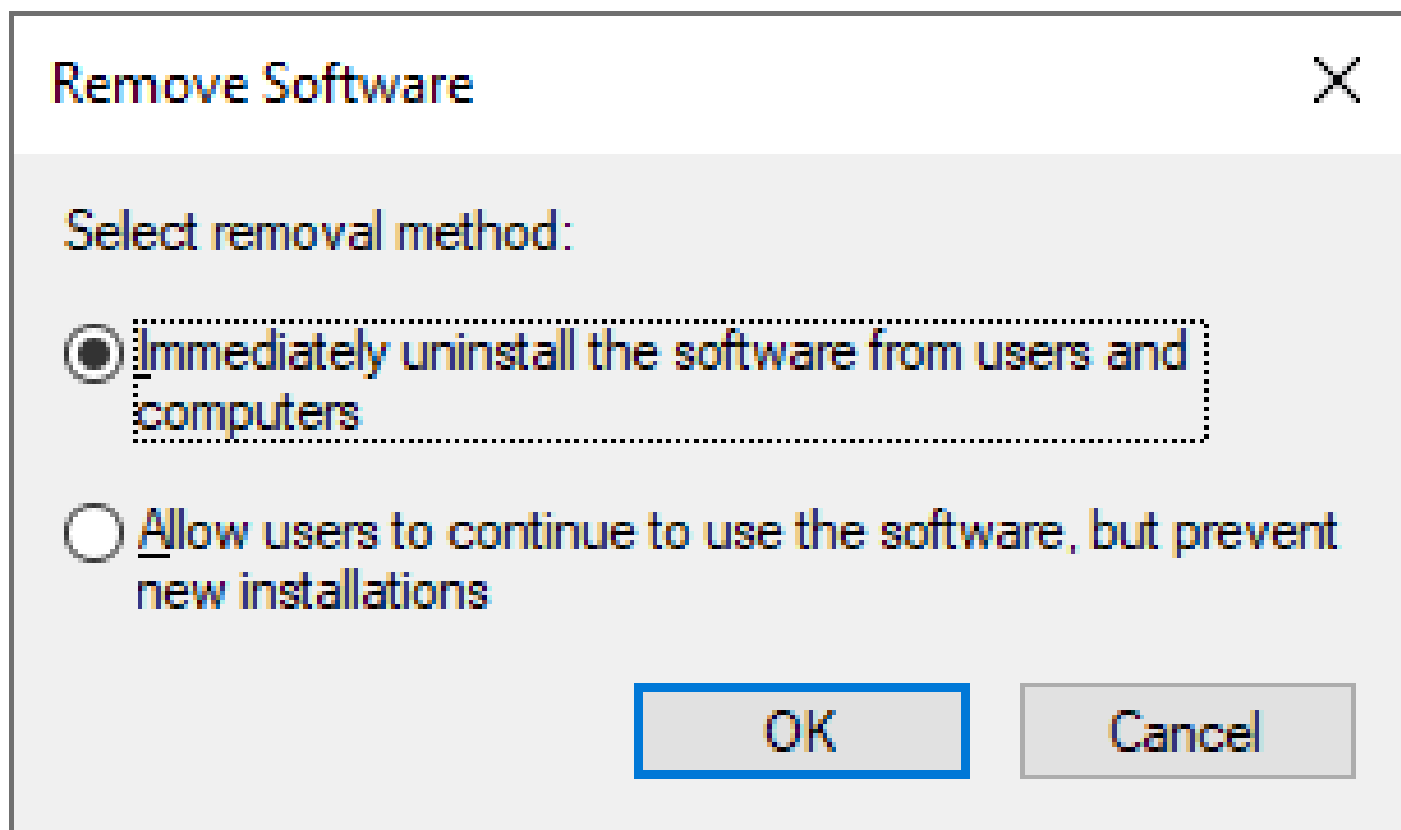 Remove Software
Select removal method:
Immediately uninstall the software from users and
computers
Allow users to continue to use the software, but prevent
new installations
OK Cancel